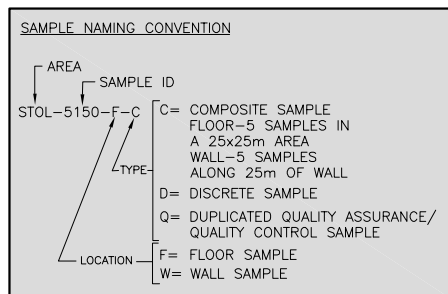 SAMPLE NAMING CONVENTION
AREA
SAMPLE ID
STOL-5150-F-C
TYPE
C= COMPOSITE SAMPLE
FLOOR-5 SAMPLES IN
A 25x25m AREA
WALL-5 SAMPLES
ALONG 25m OF WALL
D= DISCRETE SAMPLE
Q= DUPLICATED QUALITY ASSURANCE/
QUALITY CONTROL SAMPLE
LOCATION
F= FLOOR SAMPLE
W= WALL SAMPLE